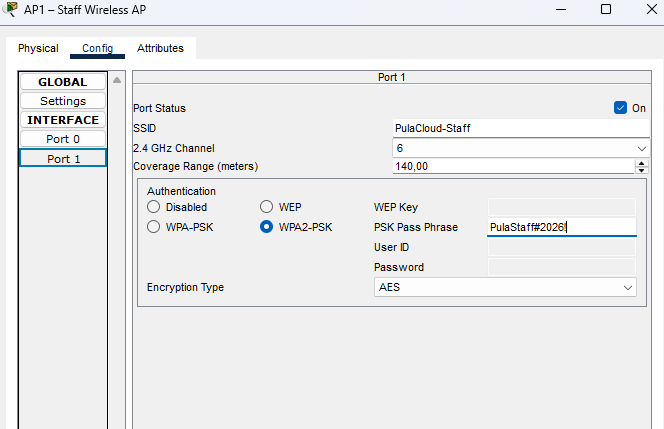 AP1 – Staff Wireless AP
Physical Config Attributes
GLOBAL
Settings
INTERFACE
Port 0
Port 1
Port 1
Port Status On
SSID PulaCloud-Staff
2.4 GHz Channel 6
Coverage Range (meters) 140,00
Authentication
Disabled WEP WEP Key
WPA-PSK WPA2-PSK PSK Pass Phrase PulaStaff#2026!
User ID
Password
Encryption Type AES